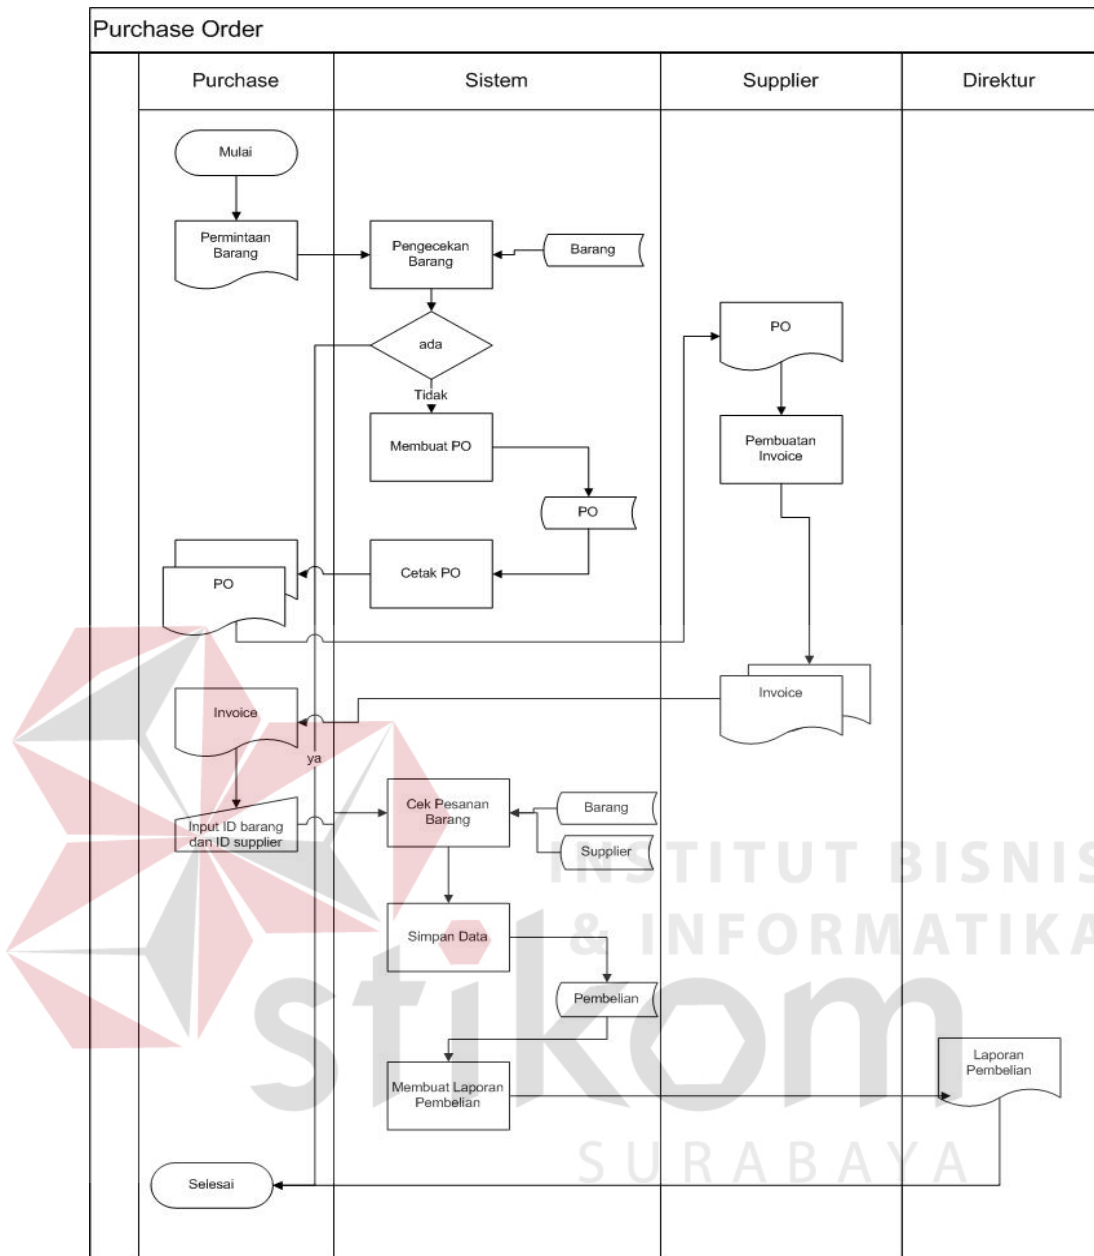 Purchase Order
Purchase
Sistem
Supplier
Direktur
Mulai
Permintaan
Barang
Pengecekan
Barang
Barang
ada
PO
Tidak
Membuat PO
Pembuatan
Invoice
PO
Cetak PO
PO
Invoice
Invoice
ya
Cek Pesanan
Barang
Barang
Input ID barang
dan ID supplier
Supplier
INSTITUT BISNIS
& INFORMATIKA
Simpan Data
stikom
Pembelian
Laporan
Pembelian
Membuat Laporan
Pembelian
SURABAYA
Selesai